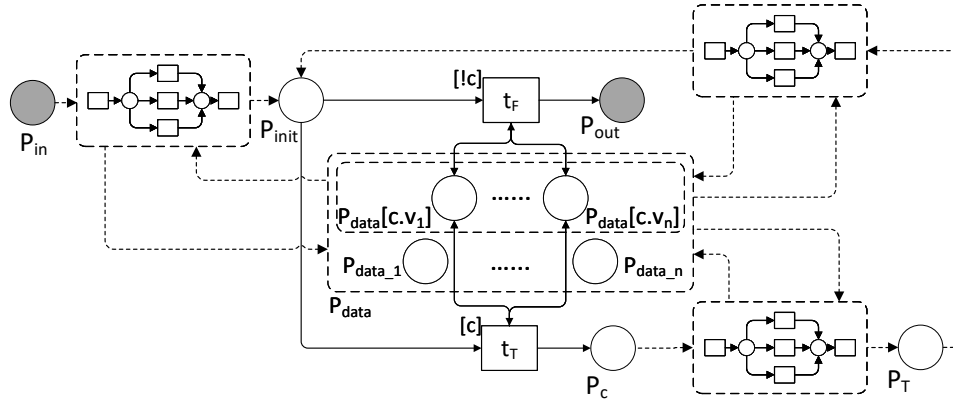 [!c]
t_F
P_in
P_init
P_out
P_data[c.v_1]
......
P_data[c.v_n]
P_data_1
......
P_data_n
P_data
[c]
t_T
P_c
P_T